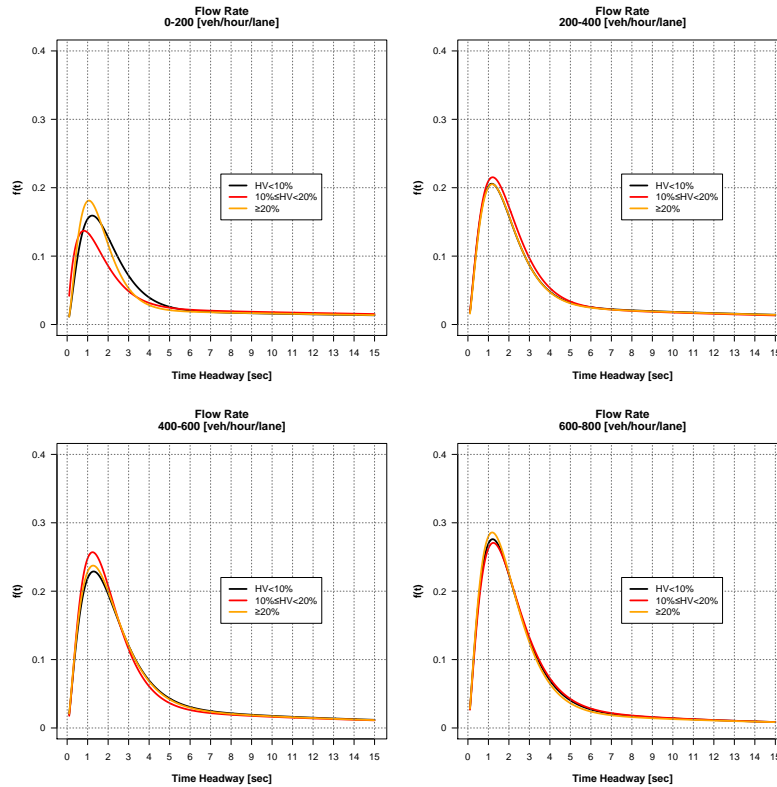 Flow Rate
0-200 [veh/hour/lane]
0.4
0.3
0.2
0.1
0
f(t)
HV<10%
10%≤HV<20%
≥20%
0 1 2 3 4 5 6 7 8 9 10 11 12 13 14 15
Time Headway [sec]
Flow Rate
200-400 [veh/hour/lane]
0.4
0.3
0.2
0.1
0
f(t)
HV<10%
10%≤HV<20%
≥20%
0 1 2 3 4 5 6 7 8 9 10 11 12 13 14 15
Time Headway [sec]
Flow Rate
400-600 [veh/hour/lane]
0.4
0.3
0.2
0.1
0
f(t)
HV<10%
10%≤HV<20%
≥20%
0 1 2 3 4 5 6 7 8 9 10 11 12 13 14 15
Time Headway [sec]
Flow Rate
600-800 [veh/hour/lane]
0.4
0.3
0.2
0.1
0
f(t)
HV<10%
10%≤HV<20%
≥20%
0 1 2 3 4 5 6 7 8 9 10 11 12 13 14 15
Time Headway [sec]